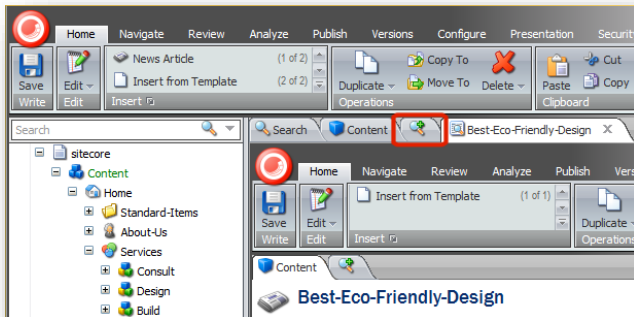 Home Navigate Review Analyze Publish Versions Configure Presentation Security
Save
Write
Edit
Edit
News Article (1 of 2)
Insert from Template (2 of 2)
Insert
Duplicate
Copy To
Move To
Delete
Operations
Paste
Cut
Copy
Clipboard
Search
sitecore
Content
Home
Standard-Items
About-Us
Services
Consult
Design
Build
Search Content Best-Eco-Friendly-Design X
Home Navigate Review Analyze Publish Vers
Save
Write
Edit
Edit
Insert from Template (1 of 1)
Insert
Duplicate
Operations
Content
Best-Eco-Friendly-Design